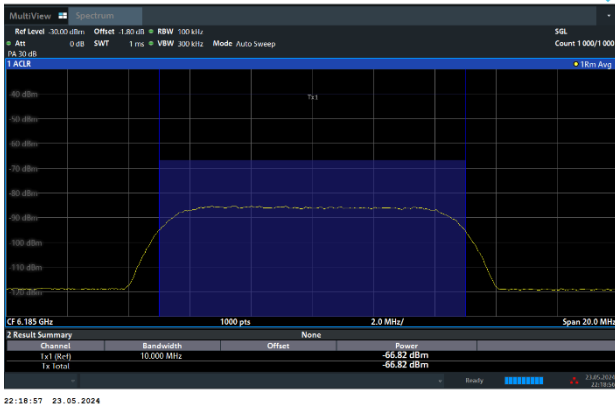 MultiView Spectrum
Ref Level -30.00 dBm Offset -1.80 dB RBW 100 kHz SGL
Att 0 dB SWT 1 ms VBW 300 kHz Mode Auto Sweep Count 1000/1000
PA 30 dB
1 ACLR 1Rm Avg
-40 dBm
Tx1
-50 dBm
-60 dBm
-70 dBm
-80 dBm
-90 dBm
-100 dBm
-110 dBm
-120 dBm
CF 6.185 GHz 1000 pts 2.0 MHz/ Span 20.0 MHz
2 Result Summary None
Channel Bandwidth Offset Power
Tx1 (Ref) 10.000 MHz -66.82 dBm
Tx Total -66.82 dBm
Ready 23.05.2024
22:18:56
22:18:57 23.05.2024